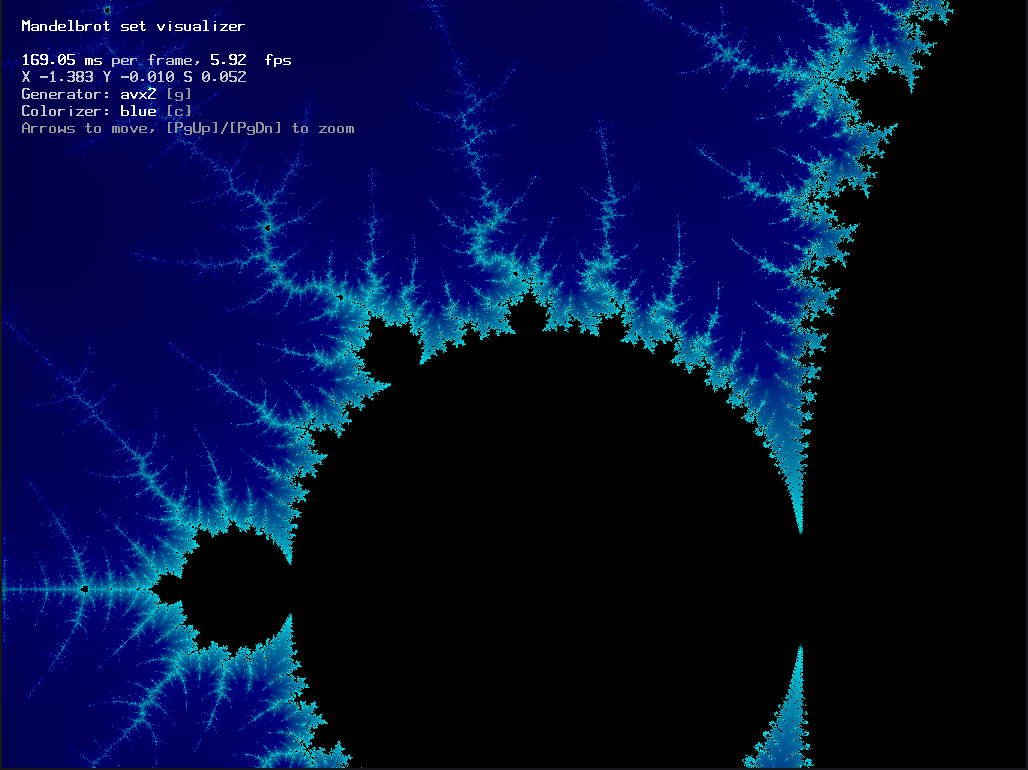 Mandelbrot set visualizer
169.05 ms per frame, 5.92 fps
X -1.383 Y -0.010 S 0.052
Generator: avx2 [g]
Colorizer: blue [c]
Arrows to move, [PgUp]/[PgDn] to zoom